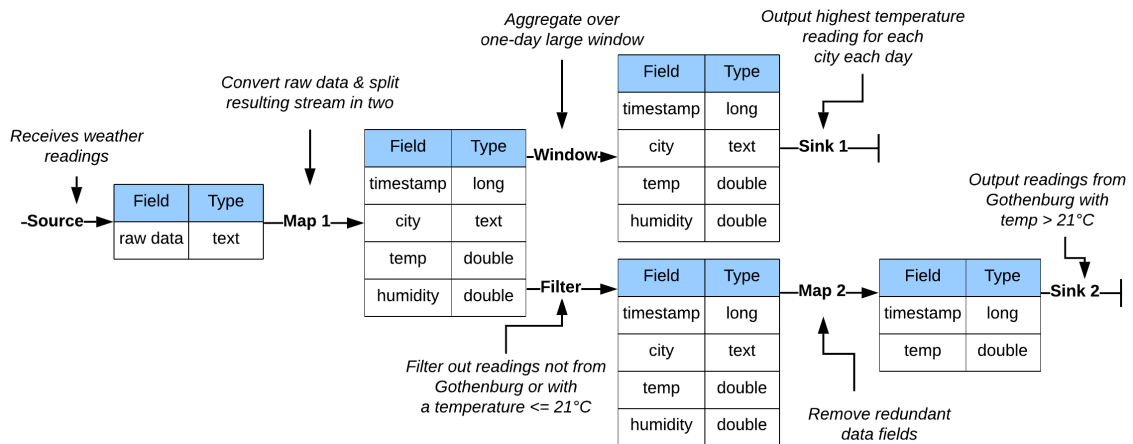 Receives weather
readings
Source
Field Type
raw data text
Convert raw data & split
resulting stream in two
Map 1
Field Type
timestamp long
city text
temp double
humidity double
Aggregate over
one-day large window
Window
Field Type
timestamp long
city text
temp double
humidity double
Output highest temperature
reading for each
city each day
Sink 1
Filter
Filter out readings not from
Gothenburg or with
a temperature <= 21°C
Field Type
timestamp long
city text
temp double
humidity double
Map 2
Remove redundant
data fields
Field Type
timestamp long
temp double
Output readings from
Gothenburg with
temp > 21°C
Sink 2